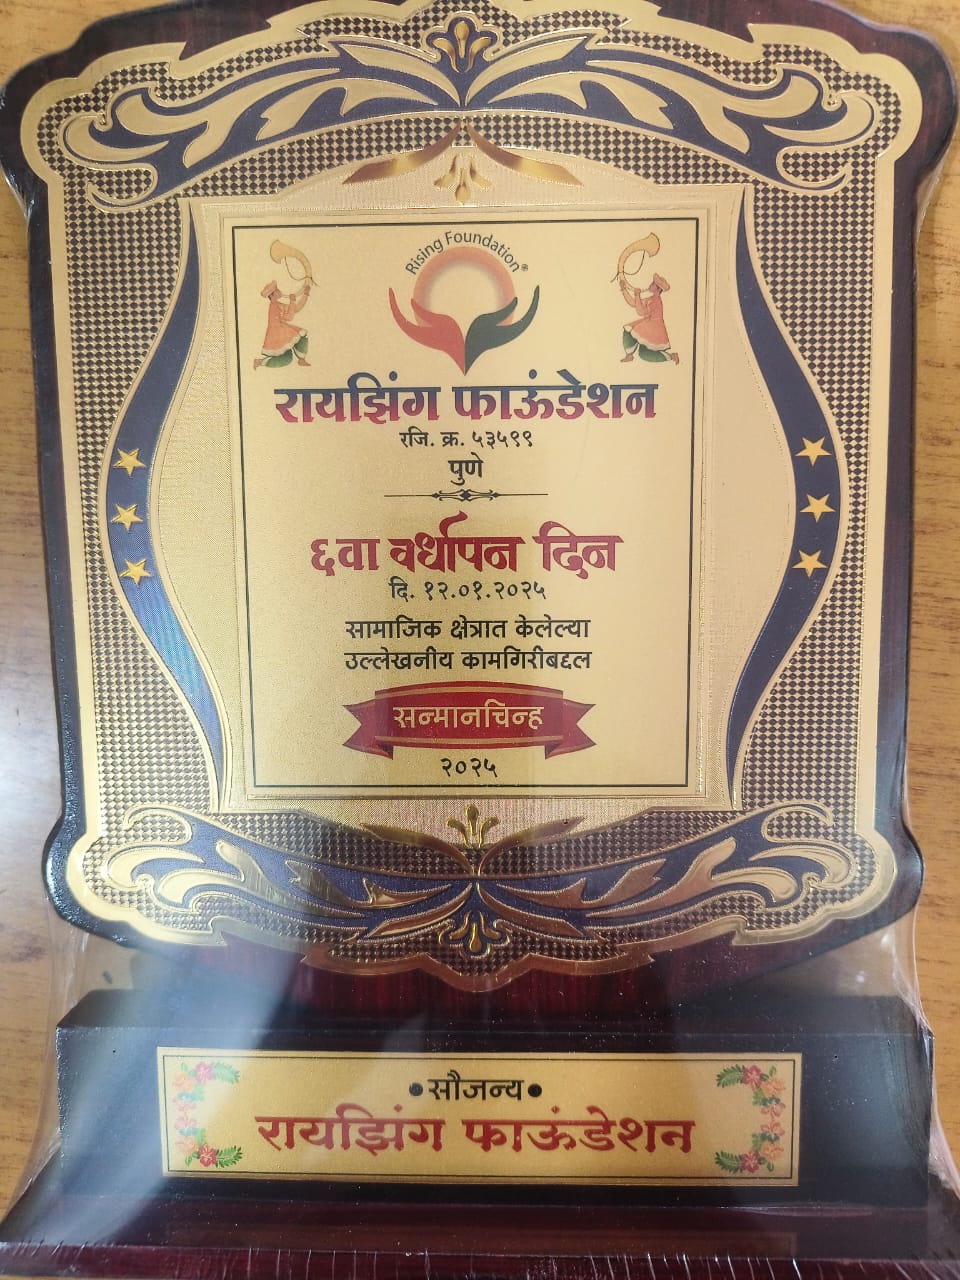 Rising Foundation®
रायझिंग फाऊंडेशन
रजि. क्र. ५३५९९
पुणे
६वा वर्धापन दिन
दि. १२.०१.२०२५
सामाजिक क्षेत्रात केलेल्या
उल्लेखनीय कामगिरीबद्दल
सन्मानचिन्ह
२०२५
•सौजन्य•
रायझिंग फाऊंडेशन